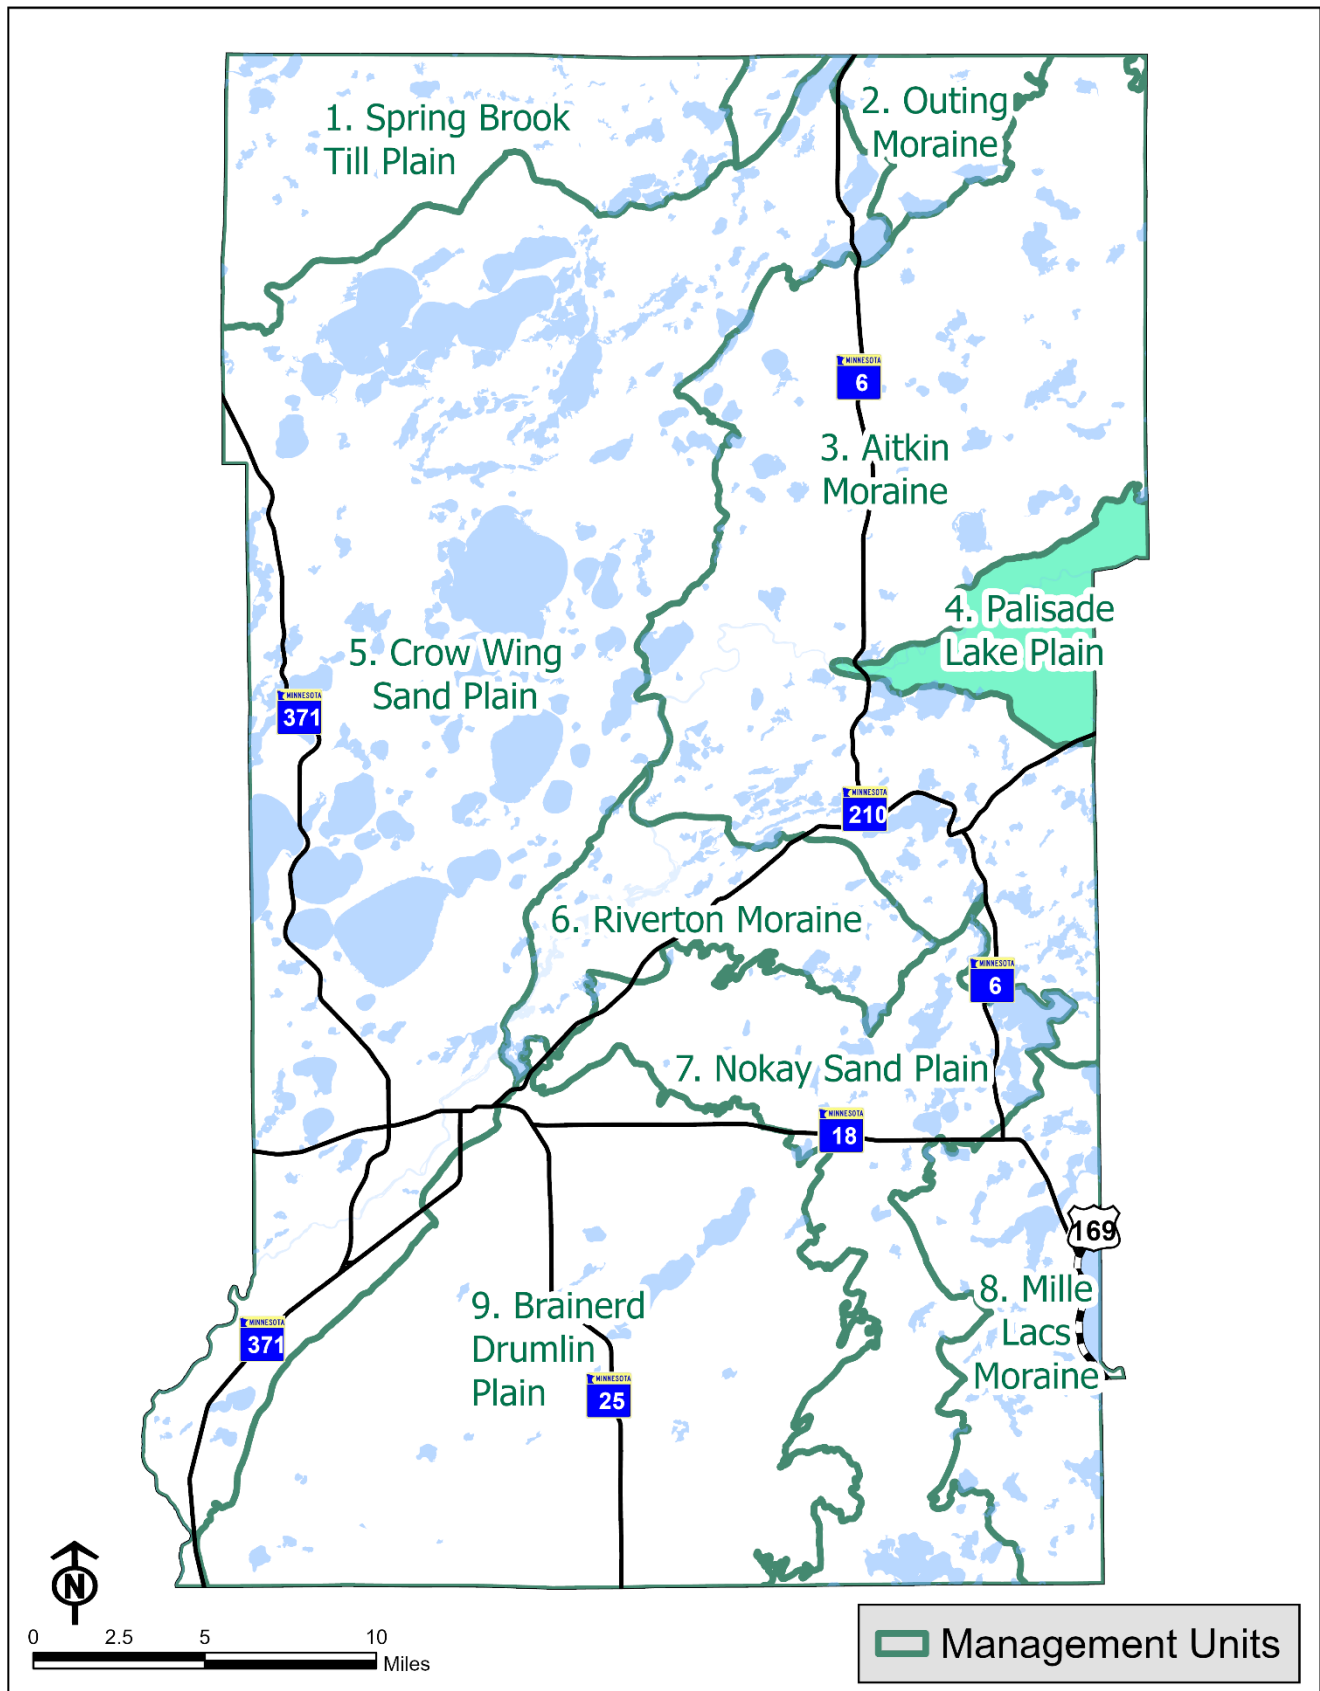 1. Spring Brook
Till Plain
2. Outing
Moraine
MINNESOTA
6
3. Aitkin
Moraine
4. Palisade
Lake Plain
5. Crow Wing
Sand Plain
MINNESOTA
371
MINNESOTA
210
6. Riverton Moraine
MINNESOTA
6
7. Nokay Sand Plain
MINNESOTA
18
169
8. Mille
Lacs
Moraine
9. Brainerd
Drumlin
Plain
MINNESOTA
371
MINNESOTA
25
N
0 2.5 5 10
Miles
Management Units